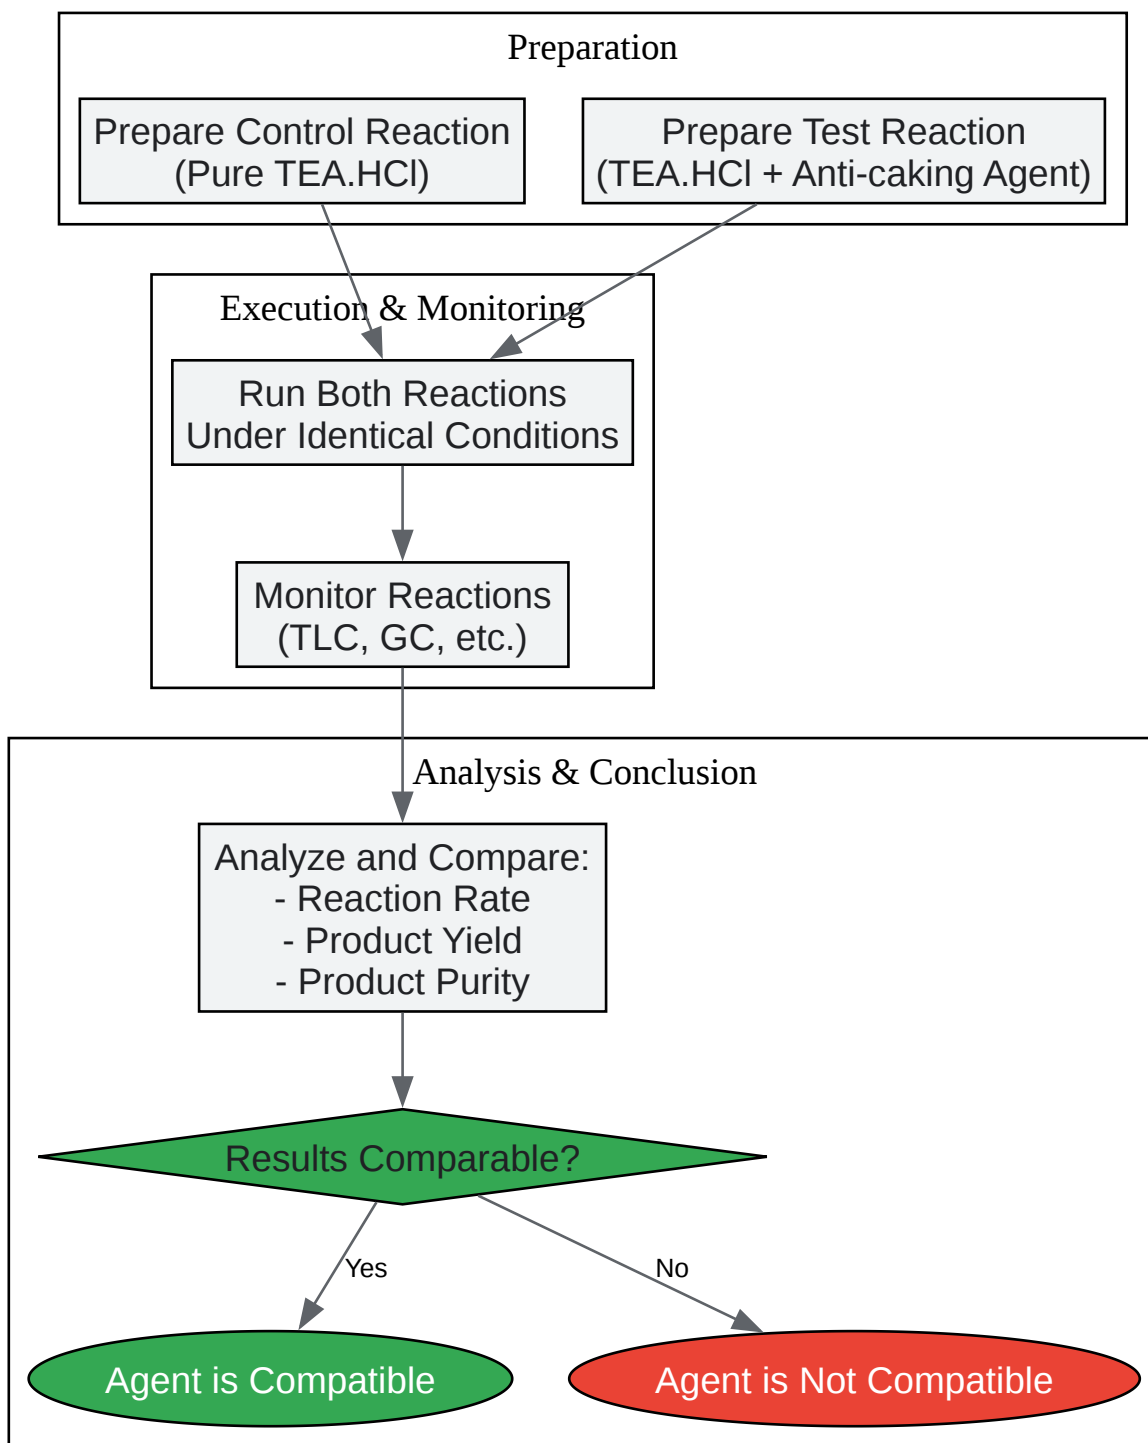 Preparation
Prepare Control Reaction
(Pure TEA.HCl)
Prepare Test Reaction
(TEA.HCl + Anti-caking Agent)
Execution & Monitoring
Run Both Reactions
Under Identical Conditions
Monitor Reactions
(TLC, GC, etc.)
Analysis & Conclusion
Analyze and Compare:
- Reaction Rate
- Product Yield
- Product Purity
Results Comparable?
Yes
No
Agent is Compatible
Agent is Not Compatible